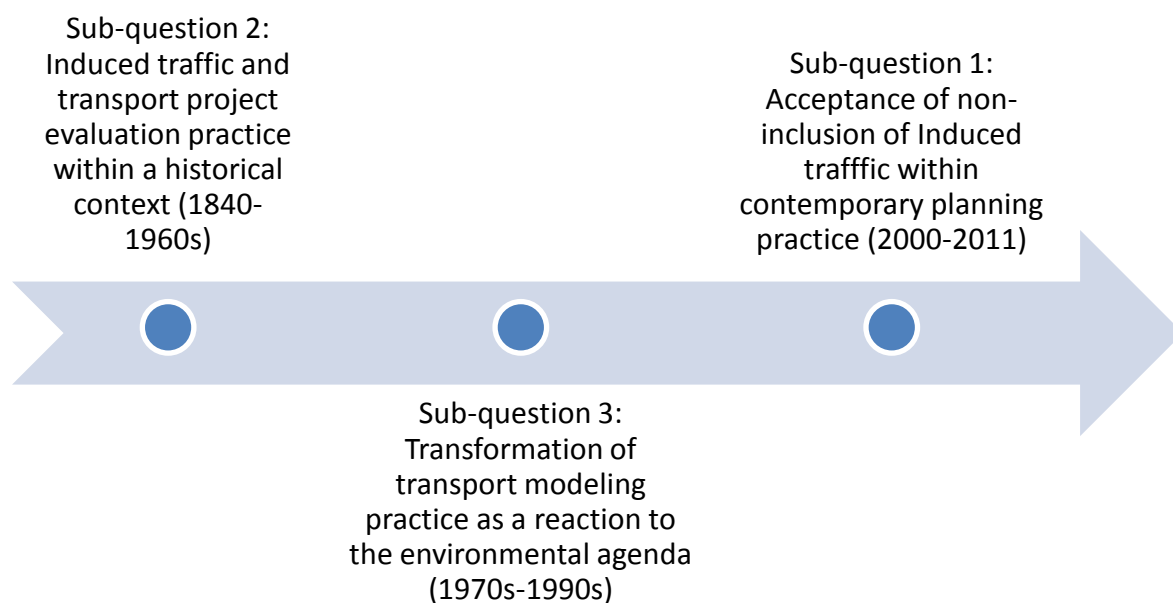 Sub-question 2:
Induced traffic and
transport project
evaluation practice
within a historical
context (1840-
1960s)
Sub-question 1:
Acceptance of non-
inclusion of Induced
trafffic within
contemporary planning
practice (2000-2011)
Sub-question 3:
Transformation of
transport modeling
practice as a reaction to
the environmental agenda
(1970s-1990s)